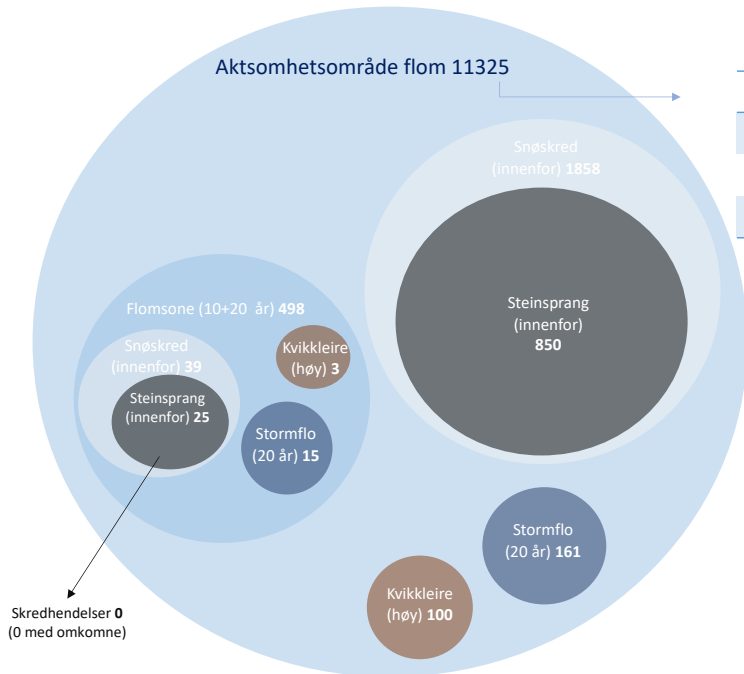 Aktsomhetsområde flom 11325
Snøskred
(innenfor) 1858
Steinsprang
(innenfor)
850
Flomsone (10+20 år) 498
Snøskred
(innenfor) 39
Steinsprang
(innenfor) 25
Kvikkleire
(høy) 3
Stormflo
(20 år) 15
Stormflo
(20 år) 161
Kvikkleire
(høy) 100
Skredhendelser 0
(0 med omkomne)